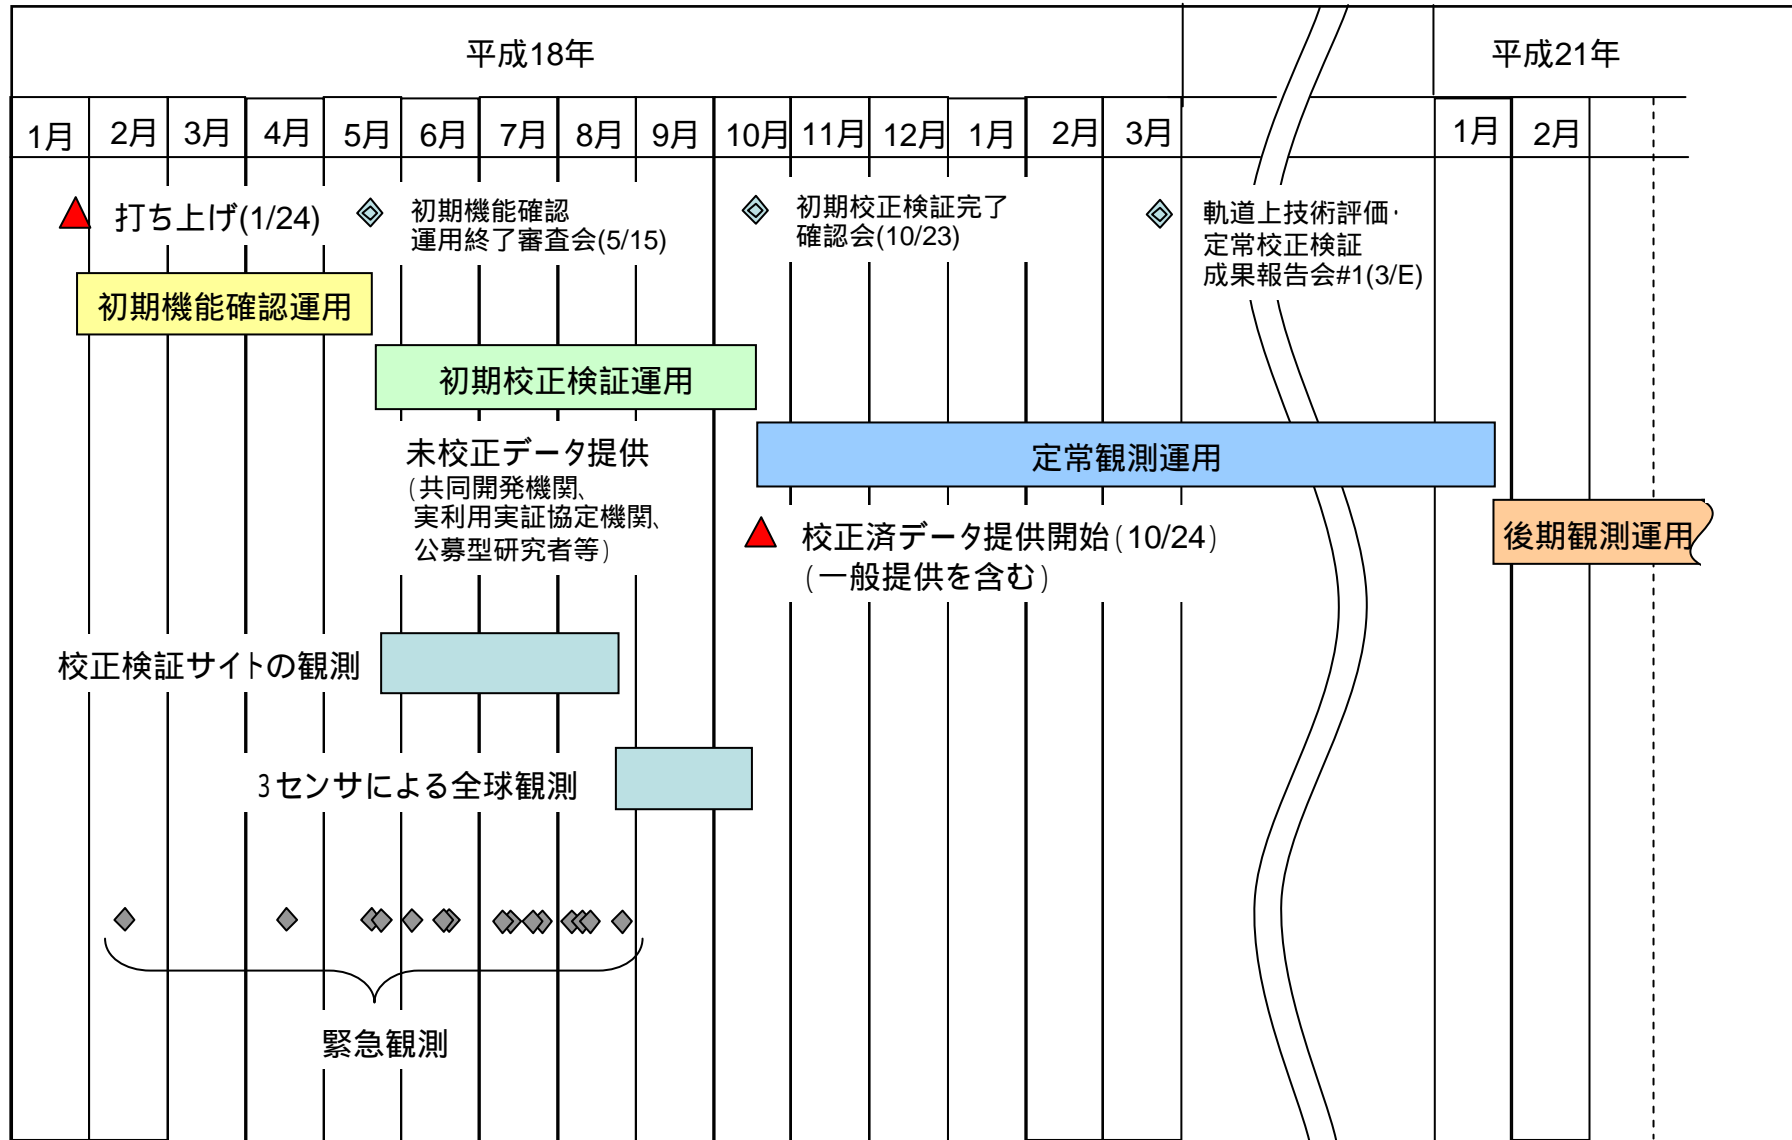 平成18年
平成21年
1月 2月 3月 4月 5月 6月 7月 8月 9月 10月 11月 12月 1月 2月 3月 1月 2月
打ち上げ(1/24)
初期機能確認
運用終了審査会(5/15)
初期校正検証完了
確認会(10/23)
軌道上技術評価・
定常校正検証
成果報告会#1(3/E)
初期機能確認運用
初期校正検証運用
定常観測運用
後期観測運用
未校正データ提供
(共同開発機関、
実利用実証協定機関、
公募型研究者等)
校正済データ提供開始(10/24)
(一般提供を含む)
校正検証サイトの観測
3センサによる全球観測
緊急観測